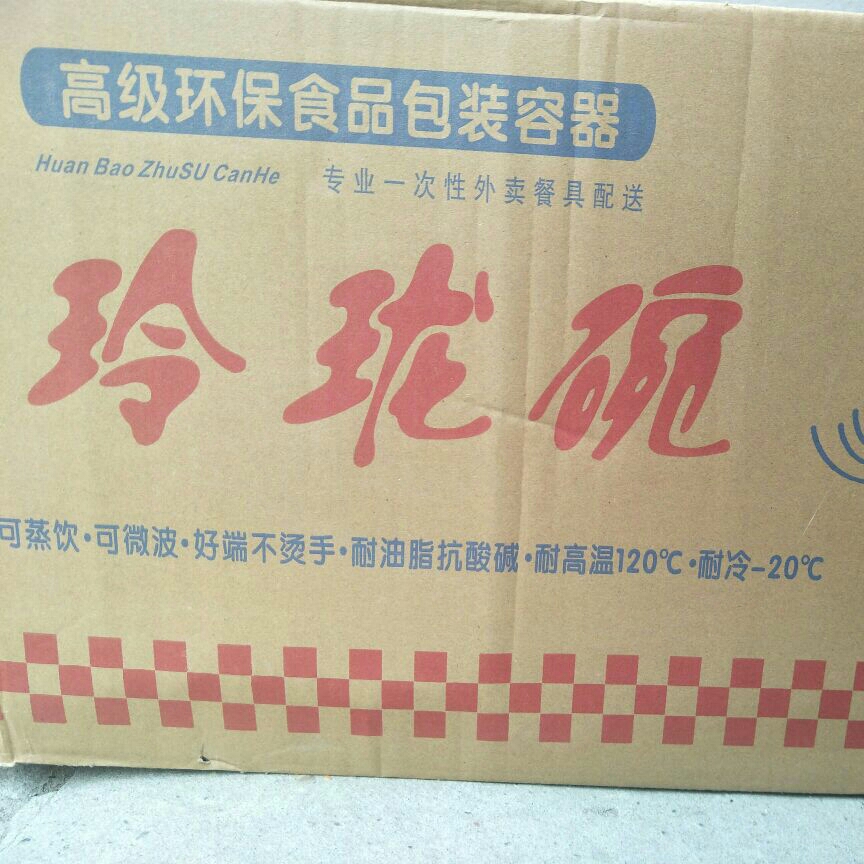 高级环保食品包装容器
Huan Bao ZhuSU CanHe 专业一次性外卖餐具配送
玲珑碗
可蒸饮·可微波·好端不烫手·耐油脂抗酸碱·耐高温120℃·耐冷-20℃